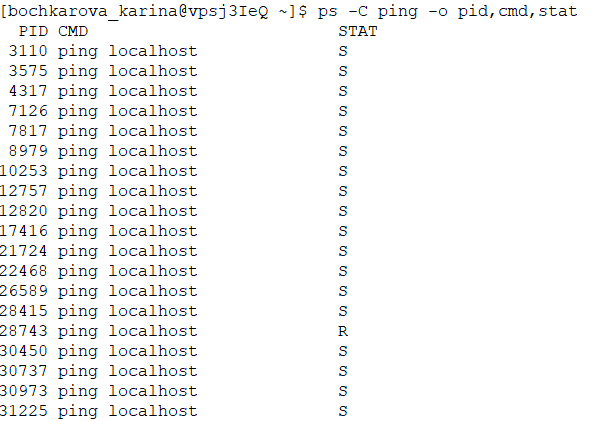 [bochkarova_karina@vpsj3IeQ ~]$ ps -C ping -o pid,cmd,stat
  PID CMD                         STAT
 3110 ping localhost              S
 3575 ping localhost              S
 4317 ping localhost              S
 7126 ping localhost              S
 7817 ping localhost              S
 8979 ping localhost              S
10253 ping localhost              S
12757 ping localhost              S
12820 ping localhost              S
17416 ping localhost              S
21724 ping localhost              S
22468 ping localhost              S
26589 ping localhost              S
28415 ping localhost              S
28743 ping localhost              R
30450 ping localhost              S
30737 ping localhost              S
30973 ping localhost              S
31225 ping localhost              S